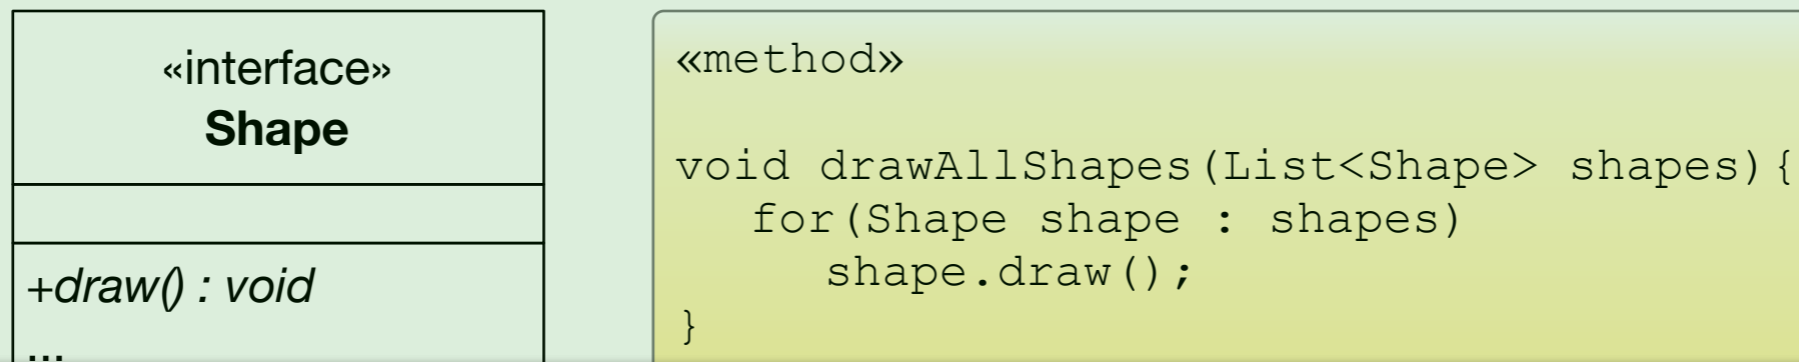 «interface»
Shape
+draw() : void
...
«method»
void drawAllShapes(List<Shape> shapes){
for(Shape shape : shapes)
shape.draw();
}